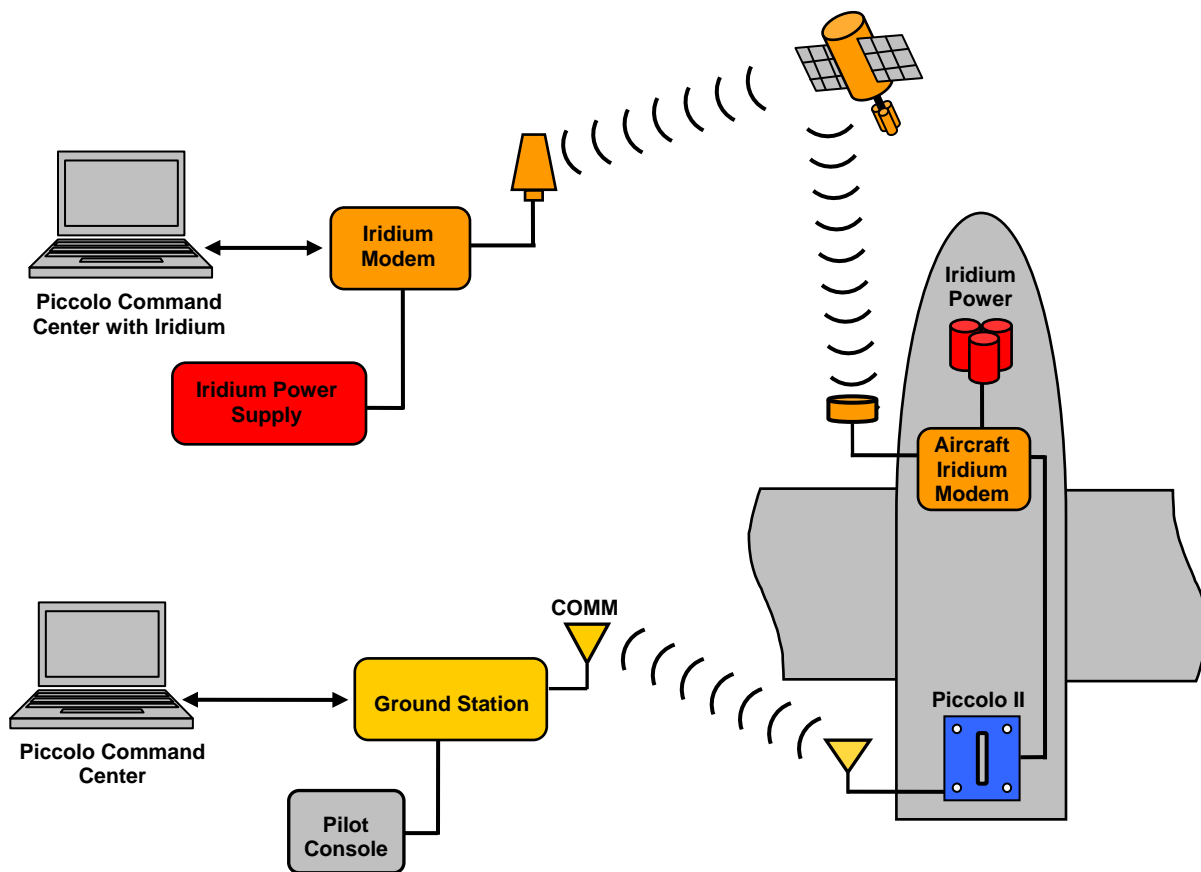 Iridium
Modem
Piccolo Command
Center with Iridium
Iridium Power
Supply
Iridium
Power
Aircraft
Iridium
Modem
COMM
Ground Station
Piccolo Command
Center
Pilot
Console
Piccolo II